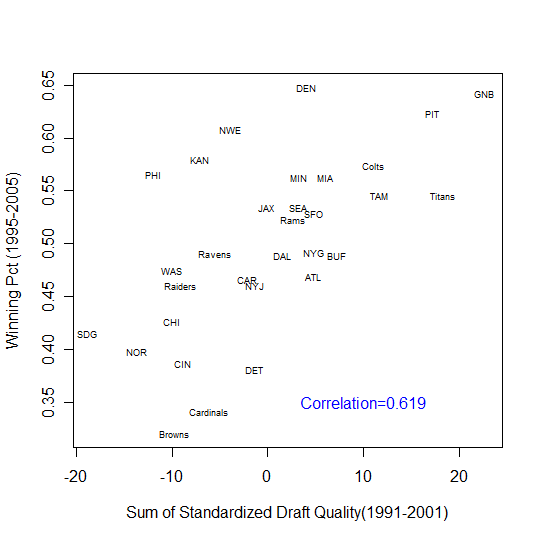 DEN
0.65
GNB
PIT
0.60
NWE
KAN
Colts
PHI
MIN
MIA
0.55
TAM
Titans
JAX
SEA
SFO
Rams
0.50
Ravens
DAL
NYG
BUF
WAS
CAR
ATL
Raiders
NYJ
0.45
CHI
SDG
0.40
NOR
CIN
DET
0.35
Cardinals
Correlation=0.619
Browns
Winning Pct (1995-2005)
-20
-10
0
10
20
Sum of Standardized Draft Quality(1991-2001)